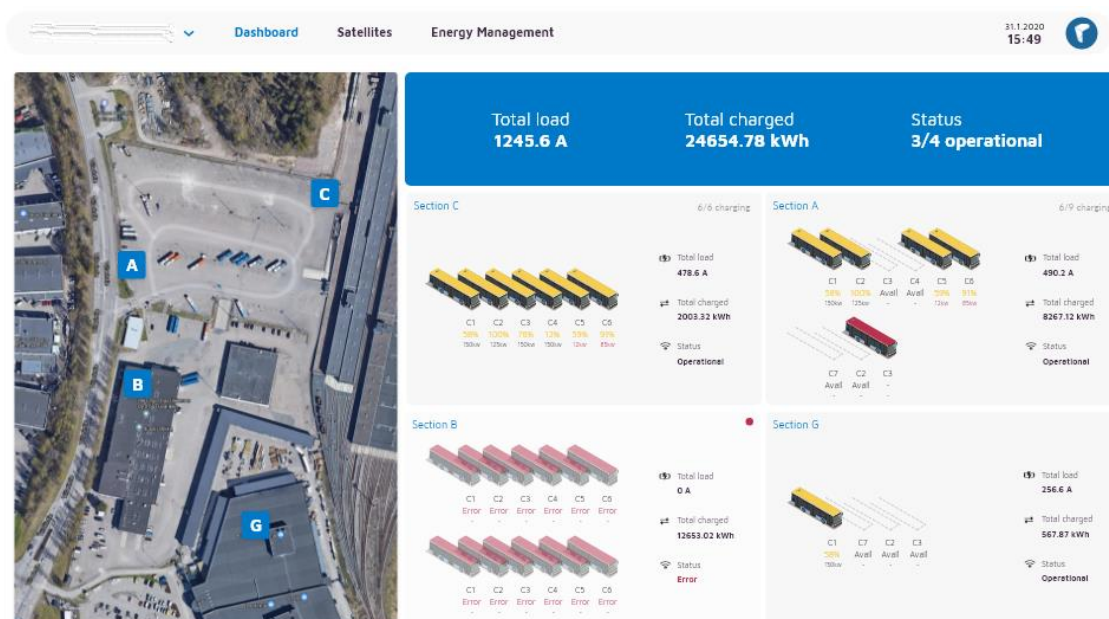 Dashboard Satellites Energy Management
31.1.2020
15:49
Total load Total charged Status
1245.6 A 24654.78 kWh 3/4 operational
C
A
B
G
Section C 6/6 charging
C1 C2 C3 C4 C5 C6
58% 100% 78% 12% 59% 91%
150kw 125kw 150kw 150kw 12kw 85kw
Total load
478.6 A
Total charged
2003.32 kWh
Status
Operational
Section A 6/9 charging
C1 C2 C3 C4 C5 C6
58% 100% Avail Avail 59% 91%
150kw 125kw - - 12kw 85kw
C7 C2 C3
Avail Avail -
- -
Total load
490.2 A
Total charged
8267.12 kWh
Status
Operational
Section B
C1 C2 C3 C4 C5 C6
Error Error Error Error Error Error
- - - - - -
C1 C2 C3 C4 C5 C6
Error Error Error Error Error Error
- - - - - -
Total load
0 A
Total charged
12653.02 kWh
Status
Error
Section G
C1 C7 C2 C3
58% Avail Avail Avail
150kw - - -
Total load
256.6 A
Total charged
567.87 kWh
Status
Operational